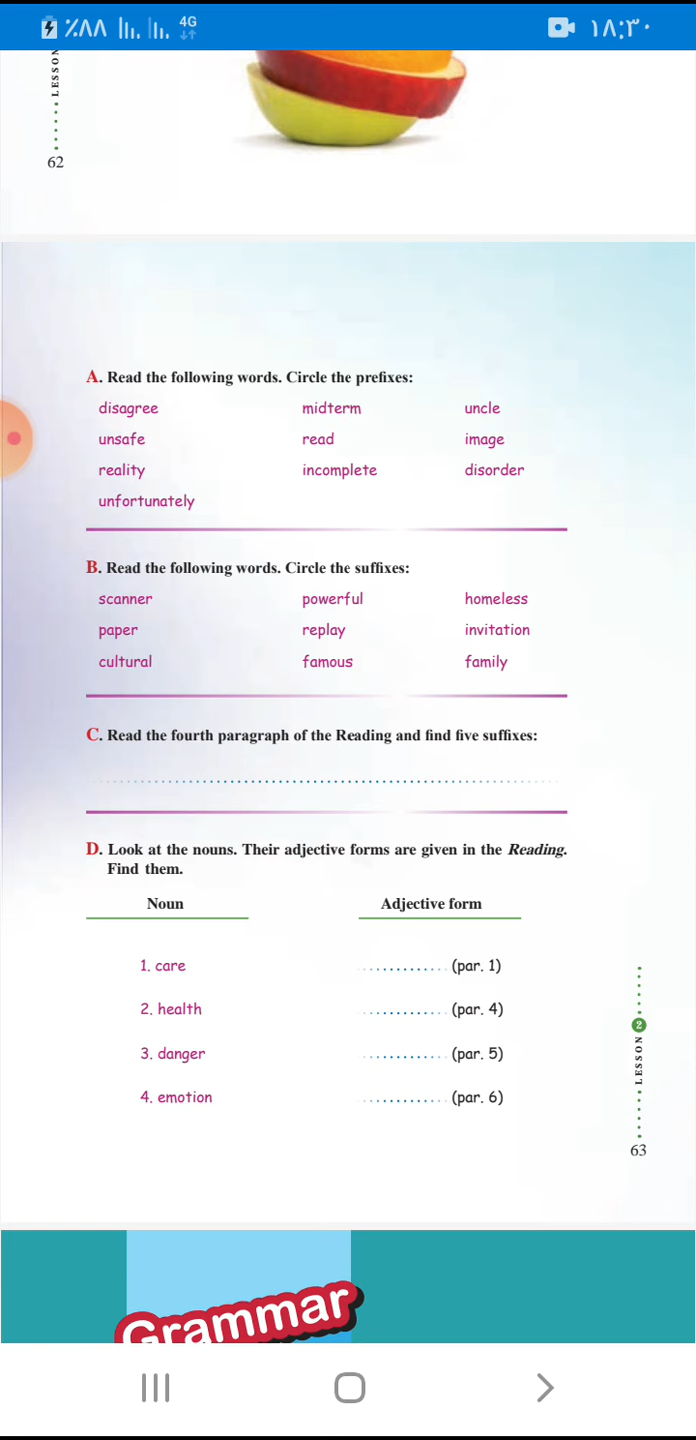 ٪۸۸ 4G ۱۸:۳۰
LESSON
62
A. Read the following words. Circle the prefixes:
disagree midterm uncle
unsafe read image
reality incomplete disorder
unfortunately
B. Read the following words. Circle the suffixes:
scanner powerful homeless
paper replay invitation
cultural famous family
C. Read the fourth paragraph of the Reading and find five suffixes:
D. Look at the nouns. Their adjective forms are given in the Reading.
Find them.
Noun Adjective form
1. care (par. 1)
2. health (par. 4)
3. danger (par. 5)
4. emotion (par. 6)
LESSON 2
63
Grammar